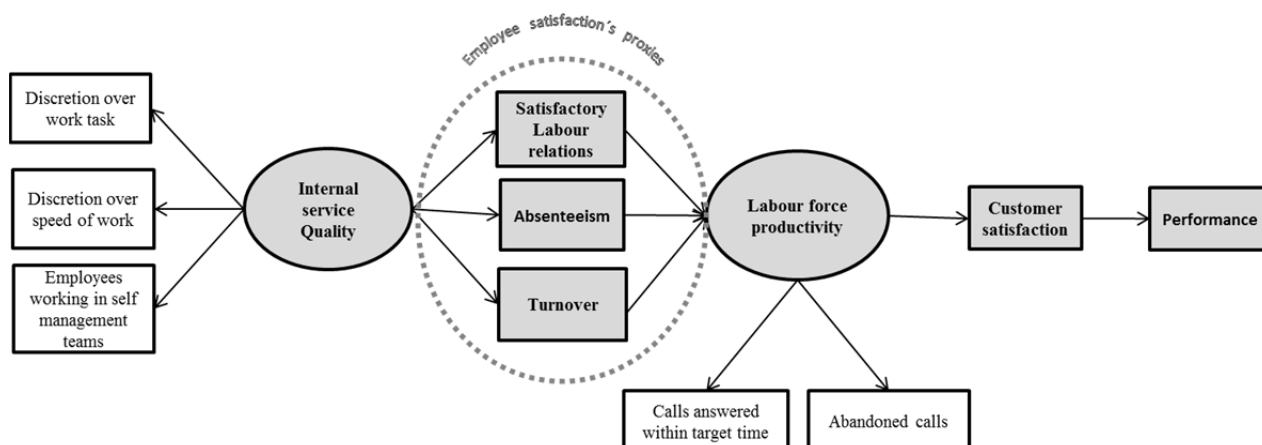 Employee satisfaction´s proxies
Discretion over
work task
Discretion over
speed of work
Employees
working in self
management
teams
Internal
service
Quality
Satisfactory
Labour
relations
Absenteeism
Turnover
Labour force
productivity
Customer
satisfaction
Performance
Calls answered
within target time
Abandoned calls